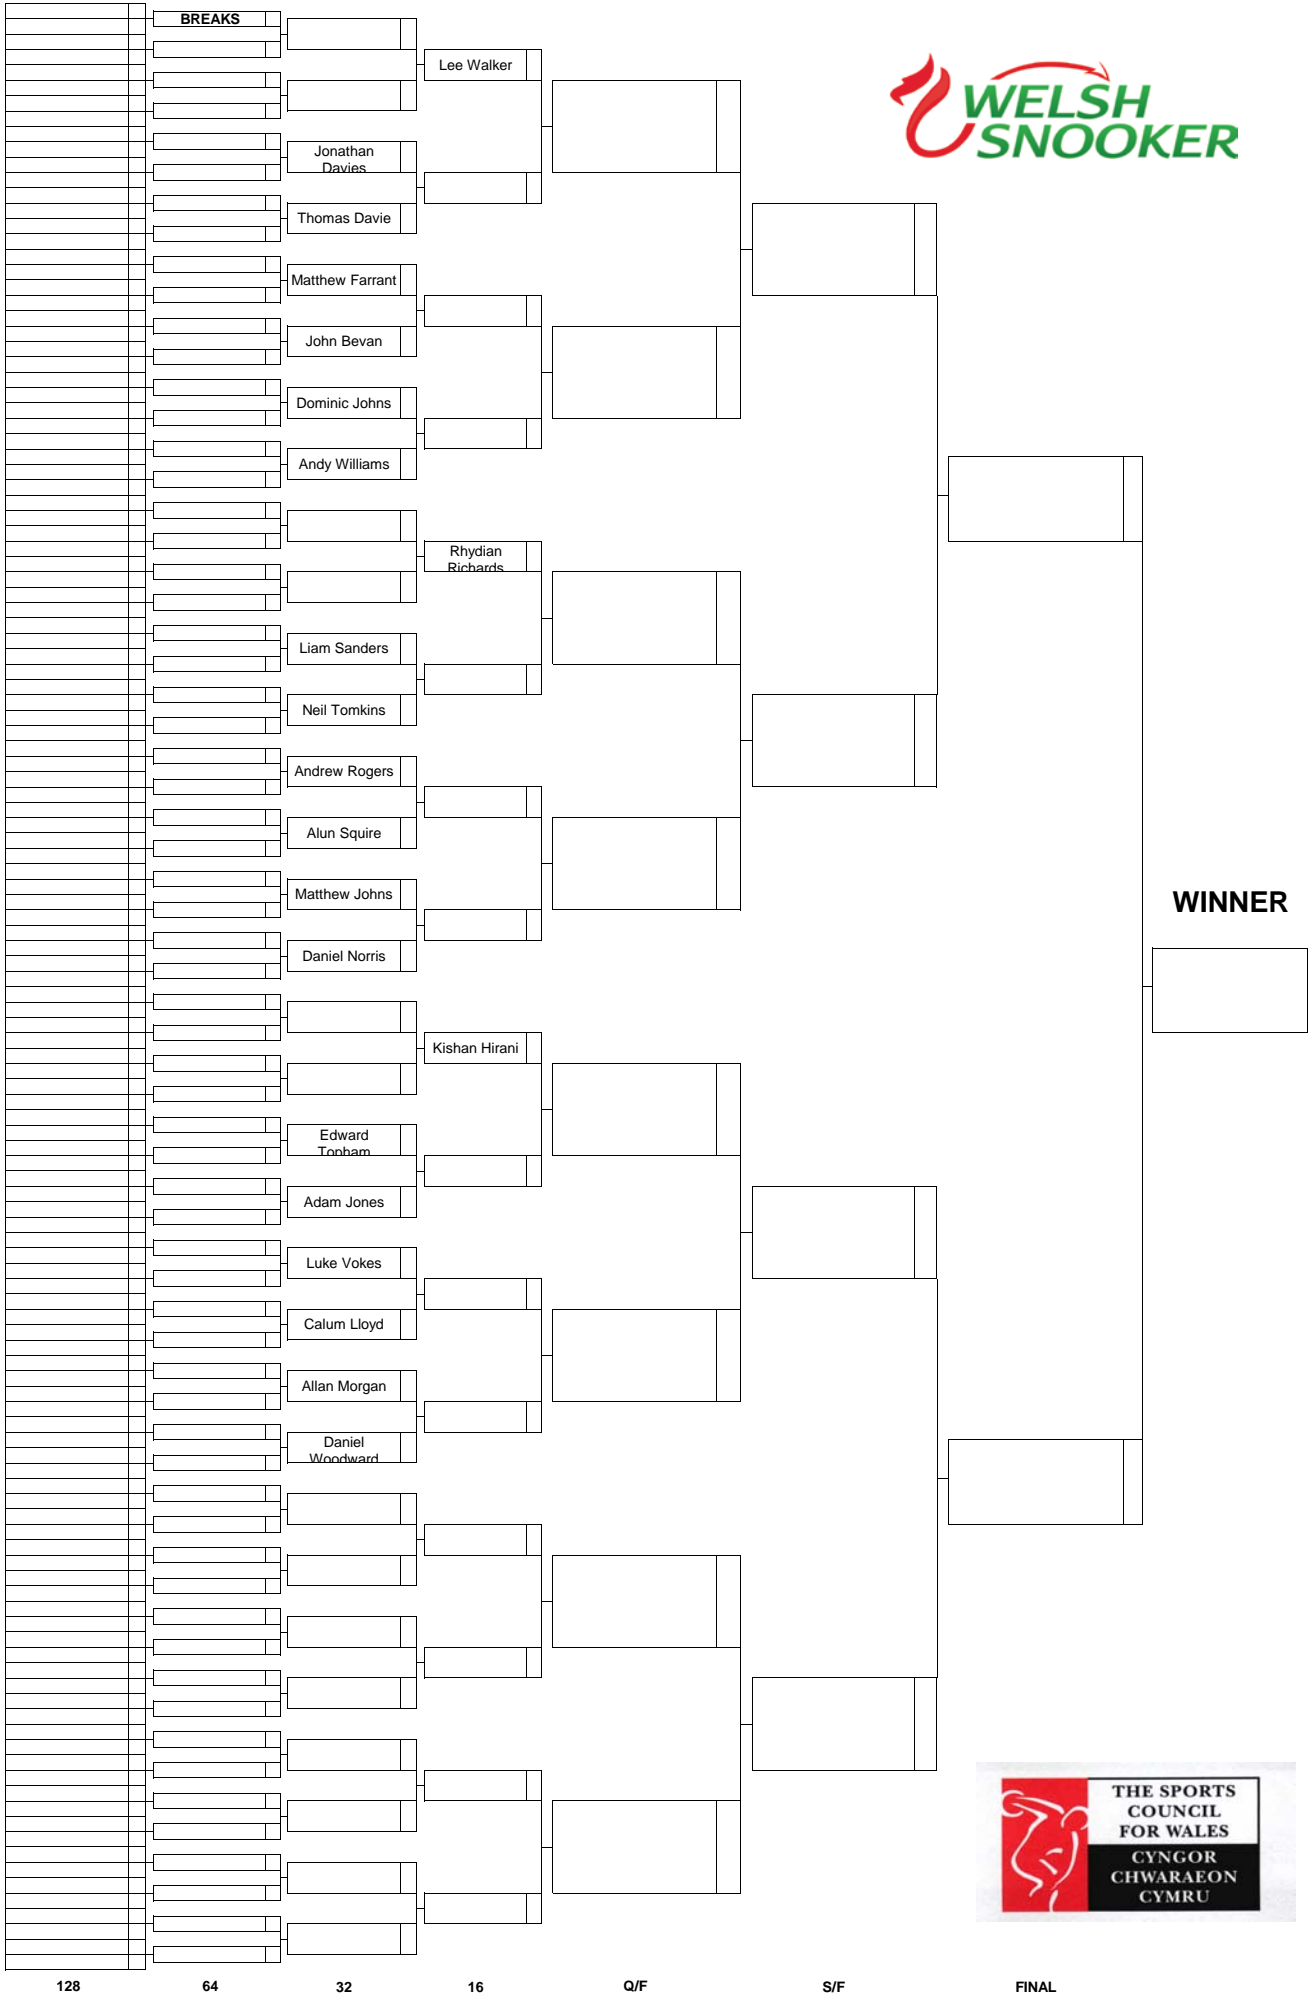 BREAKS
Lee Walker
WELSH
SNOOKER
Jonathan
Davies
Thomas Davie
Matthew Farrant
John Bevan
Dominic Johns
Andy Williams
Rhydian
Richards
Liam Sanders
Neil Tomkins
Andrew Rogers
Alun Squire
Matthew Johns
WINNER
Daniel Norris
Kishan Hirani
Edward
Topham
Adam Jones
Luke Vokes
Calum Lloyd
Allan Morgan
Daniel
Woodward
THE SPORTS
COUNCIL
FOR WALES
CYNGOR
CHWARAEON
CYMRU
128 64 32 16 Q/F S/F FINAL